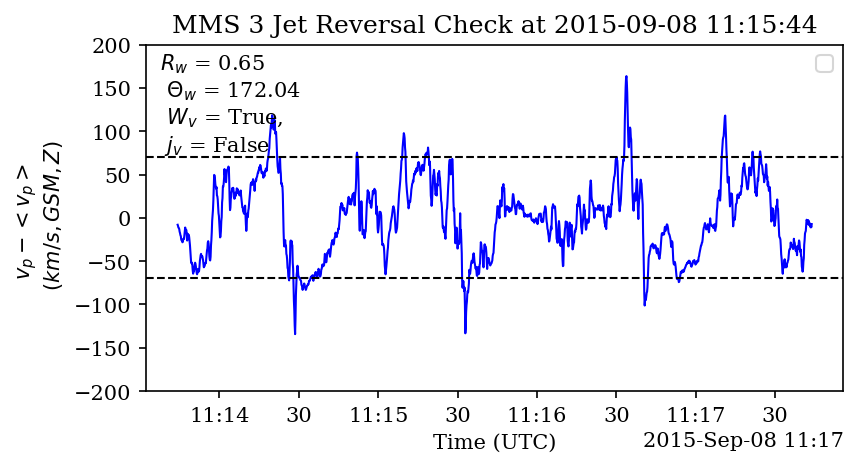 MMS 3 Jet Reversal Check at 2015-09-08 11:15:44
R_w = 0.65
Θ_w = 172.04
W_v = True,
j_v = False
v_p − < v_p >
(km/s, GSM, Z)
200
150
100
50
0
−50
−100
−150
−200
11:14 30 11:15 30 11:16 30 11:17 30
Time (UTC) 2015-Sep-08 11:17